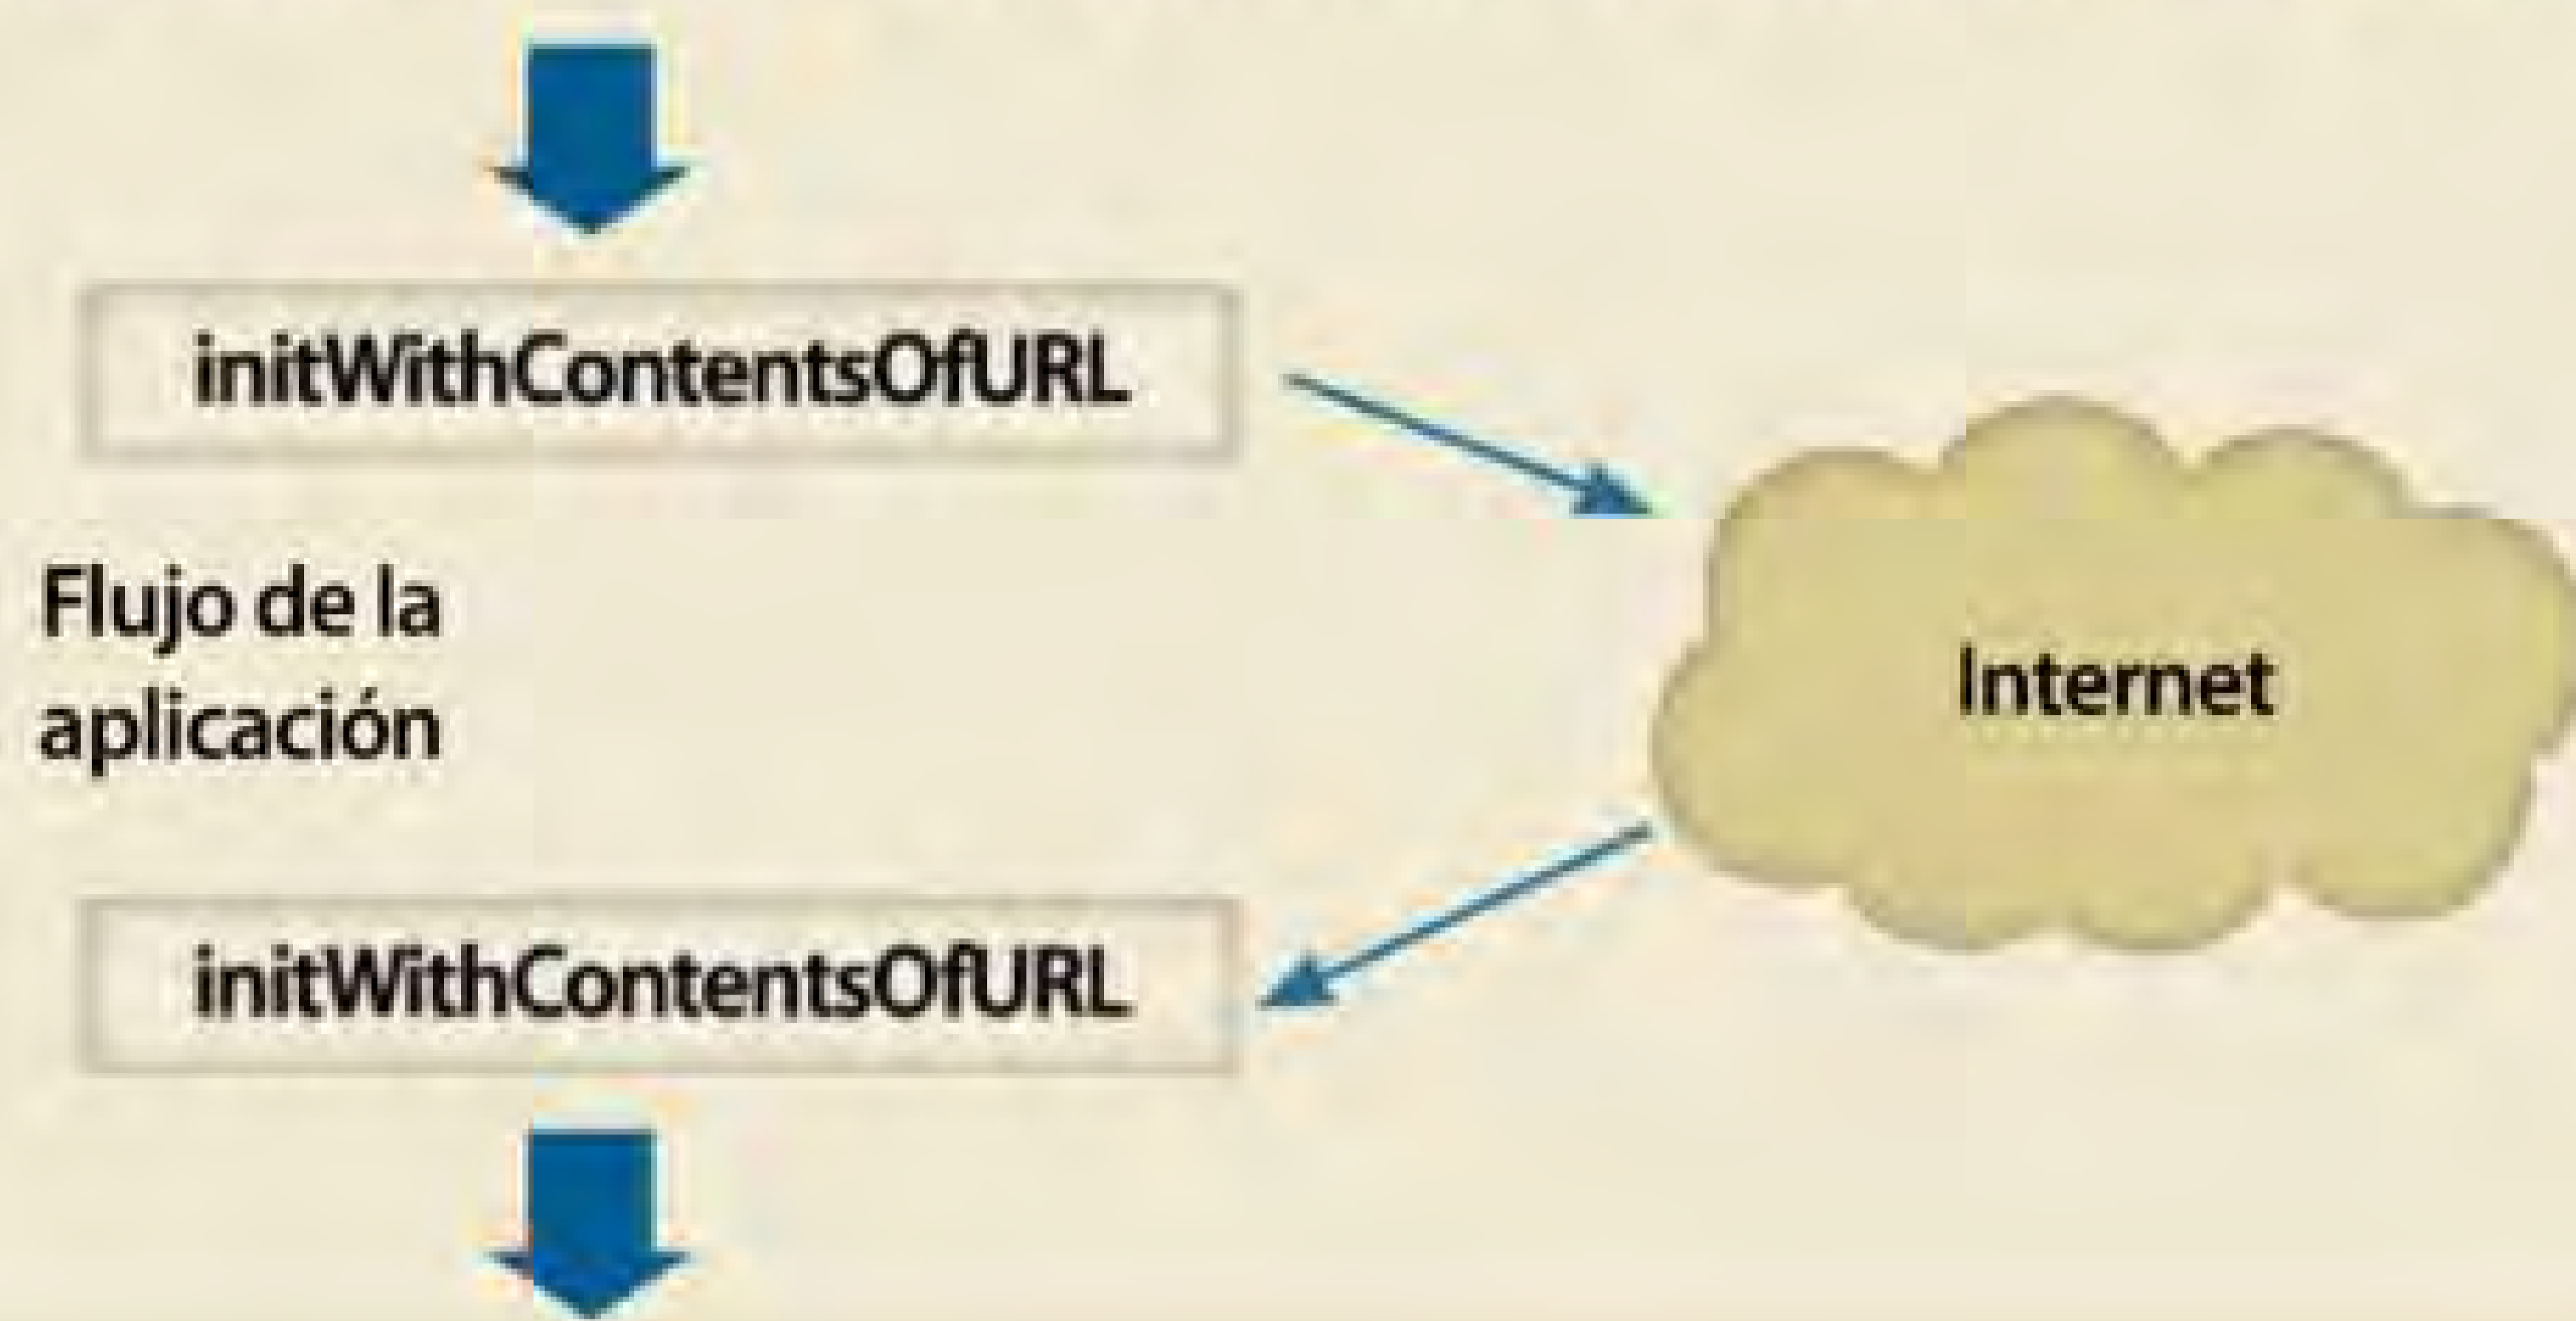 initWithContentsOfURL
Flujo de la
aplicación
Internet
initWithContentsOfURL